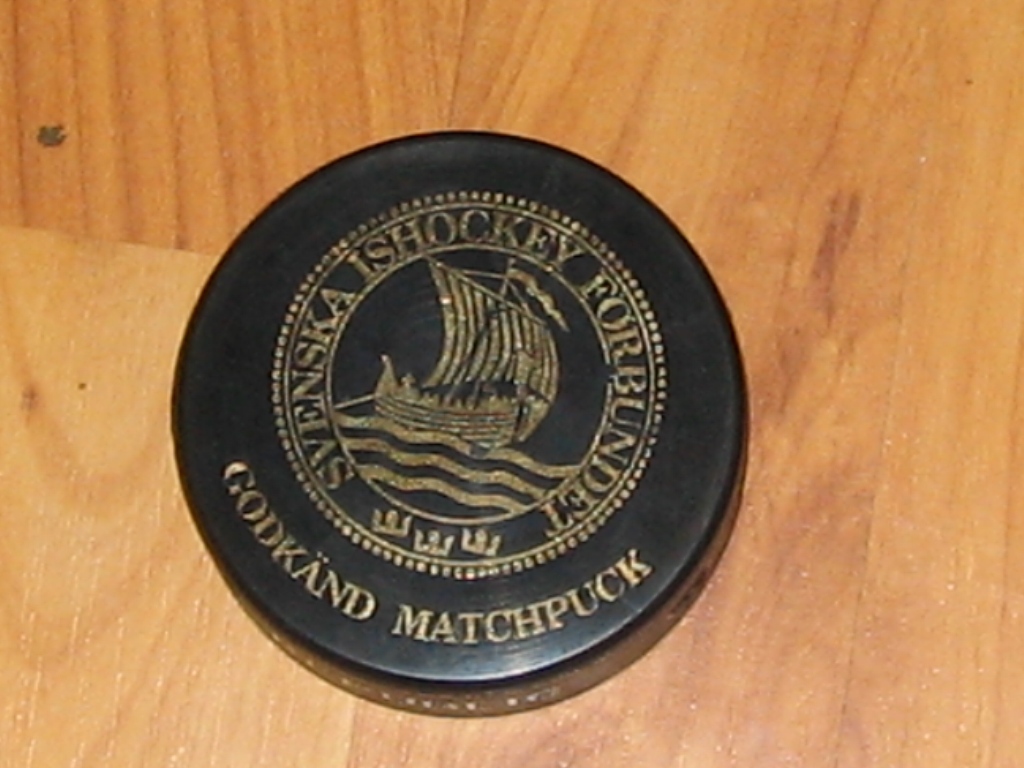 SVENSKA ISHOCKEY FÖRBUNDET
GODKÄND MATCHPUCK